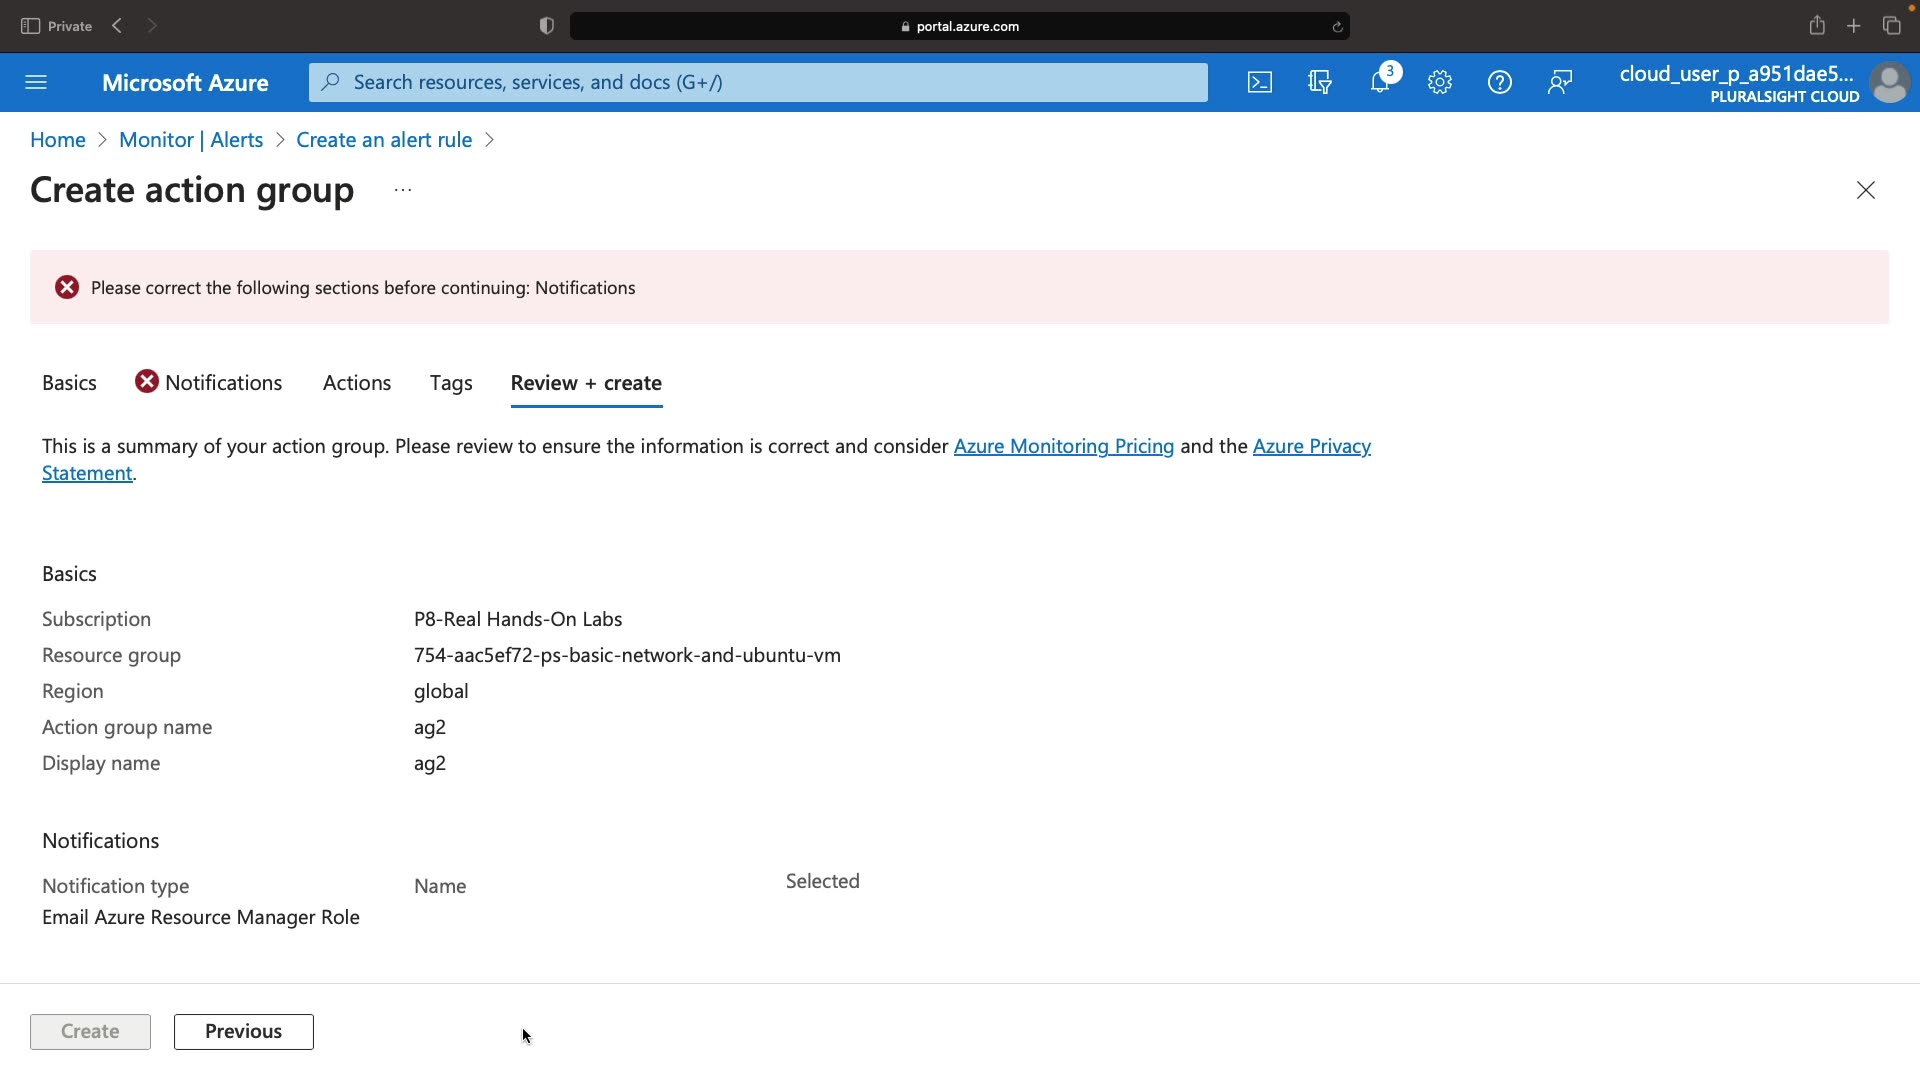 Private
portal.azure.com
Microsoft Azure
Search resources, services, and docs (G+/)
3
cloud_user_p_a951dae5...
PLURALSIGHT CLOUD
Home > Monitor | Alerts > Create an alert rule >
Create action group ...
Please correct the following sections before continuing: Notifications
Basics Notifications Actions Tags Review + create
This is a summary of your action group. Please review to ensure the information is correct and consider Azure Monitoring Pricing and the Azure Privacy
Statement.
Basics
Subscription P8-Real Hands-On Labs
Resource group 754-aac5ef72-ps-basic-network-and-ubuntu-vm
Region global
Action group name ag2
Display name ag2
Notifications
Notification type Name Selected
Email Azure Resource Manager Role
Create Previous